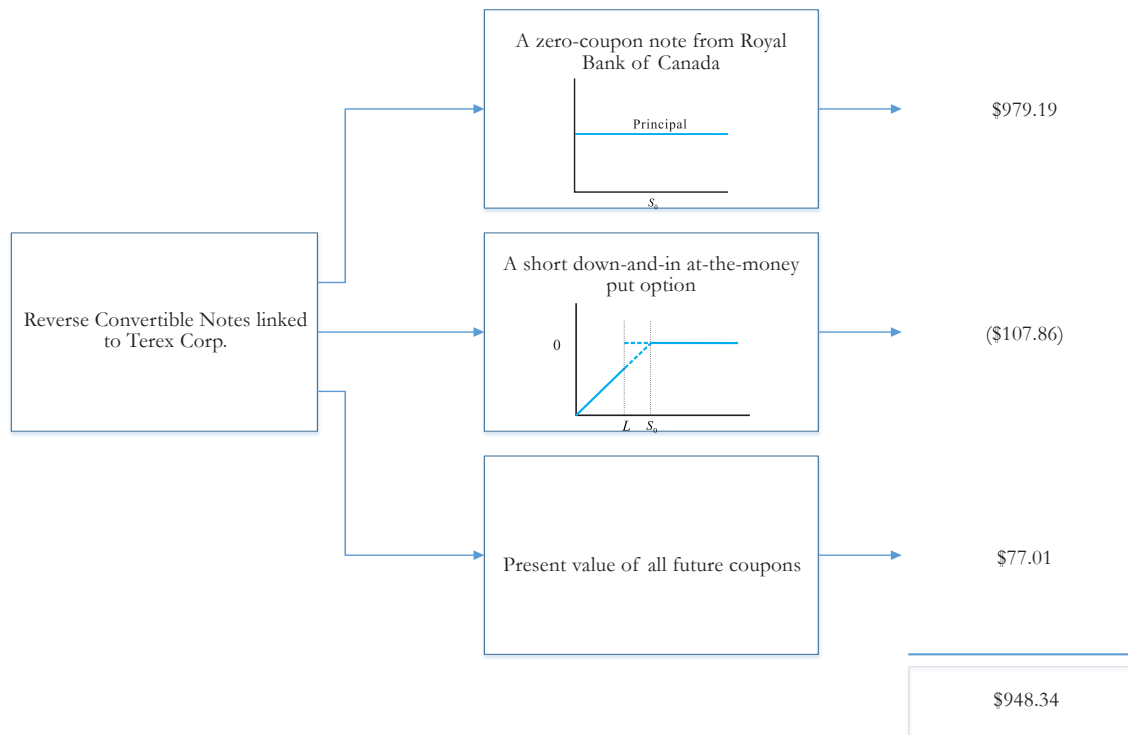 A zero-coupon note from Royal
Bank of Canada
Principal
S₀
$979.19
Reverse Convertible Notes linked
to Terex Corp.
A short down-and-in at-the-money
put option
0
L S₀
($107.86)
Present value of all future coupons
$77.01
$948.34